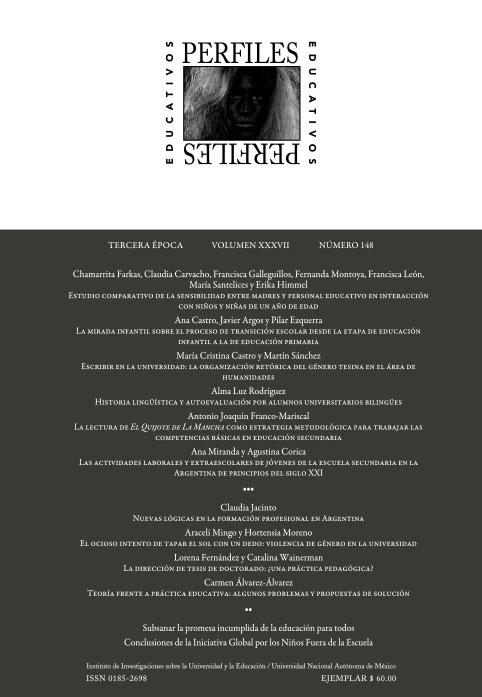 PERFILES
EDUCATIVOS
EDUCATIVOS
PERFILES
TERCERA ÉPOCA VOLUMEN XXXVII NÚMERO 148
Chamarrita Farkas, Claudia Carvacho, Francisca Galleguillos, Fernanda Montoya, Francisca León,
María Santelices y Erika Himmel
Estudio comparativo de la sensibilidad entre madres y personal educativo en interacción
con niños y niñas de un año de edad
Ana Castro, Javier Argos y Pilar Ezquerra
La mirada infantil sobre el proceso de transición escolar desde la etapa de educación
infantil a la de educación primaria
María Cristina Castro y Martín Sánchez
Escribir en la universidad: la organización retórica del género tesina en el área de
humanidades
Alma Luz Rodríguez
Historia lingüística y autoevaluación por alumnos universitarios bilingües
Antonio Joaquín Franco-Mariscal
La lectura de El Quijote de La Mancha como estrategia metodológica para trabajar las
competencias básicas en educación secundaria
Ana Miranda y Agustina Corica
Las actividades laborales y extraescolares de jóvenes de la escuela secundaria en la
Argentina de principios del siglo XXI
•••
Claudia Jacinto
Nuevas lógicas en la formación profesional en Argentina
Araceli Mingo y Hortensia Moreno
El ocioso intento de tapar el sol con un dedo: violencia de género en la universidad
Lorena Fernández y Catalina Wainerman
La dirección de tesis de doctorado: ¿una práctica pedagógica?
Carmen Álvarez-Álvarez
Teoría frente a práctica educativa: algunos problemas y propuestas de solución
••
Subsanar la promesa incumplida de la educación para todos
Conclusiones de la Iniciativa Global por los Niños Fuera de la Escuela
Instituto de Investigaciones sobre la Universidad y la Educación / Universidad Nacional Autónoma de México
ISSN 0185-2698 EJEMPLAR $ 60.00